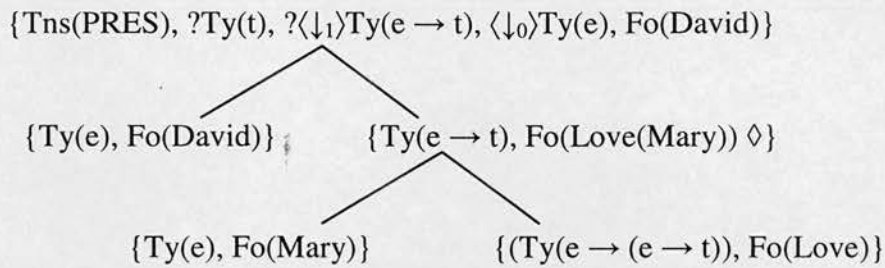 {Tns(PRES), ?Ty(t), ?⟨↓₁⟩Ty(e → t), ⟨↓₀⟩Ty(e), Fo(David)}
{Ty(e), Fo(David)} {Ty(e → t), Fo(Love(Mary)) ◊}
{Ty(e), Fo(Mary)} {(Ty(e → (e → t)), Fo(Love)}